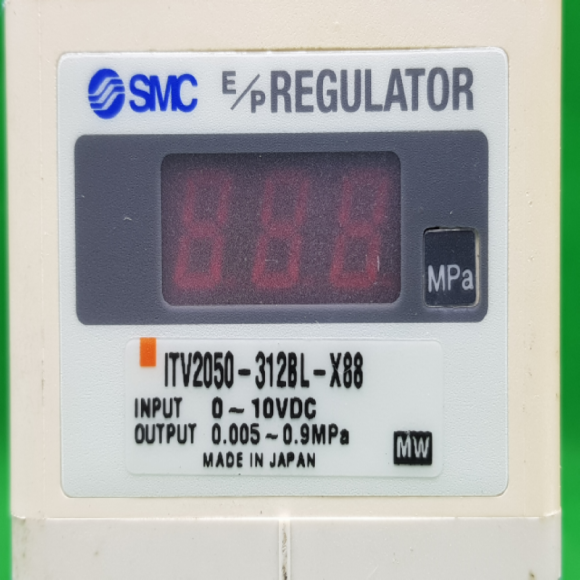 SMC E/P REGULATOR
888
MPa
ITV2050-312BL-X88
INPUT 0~10VDC
OUTPUT 0.005~0.9MPa
MW
MADE IN JAPAN